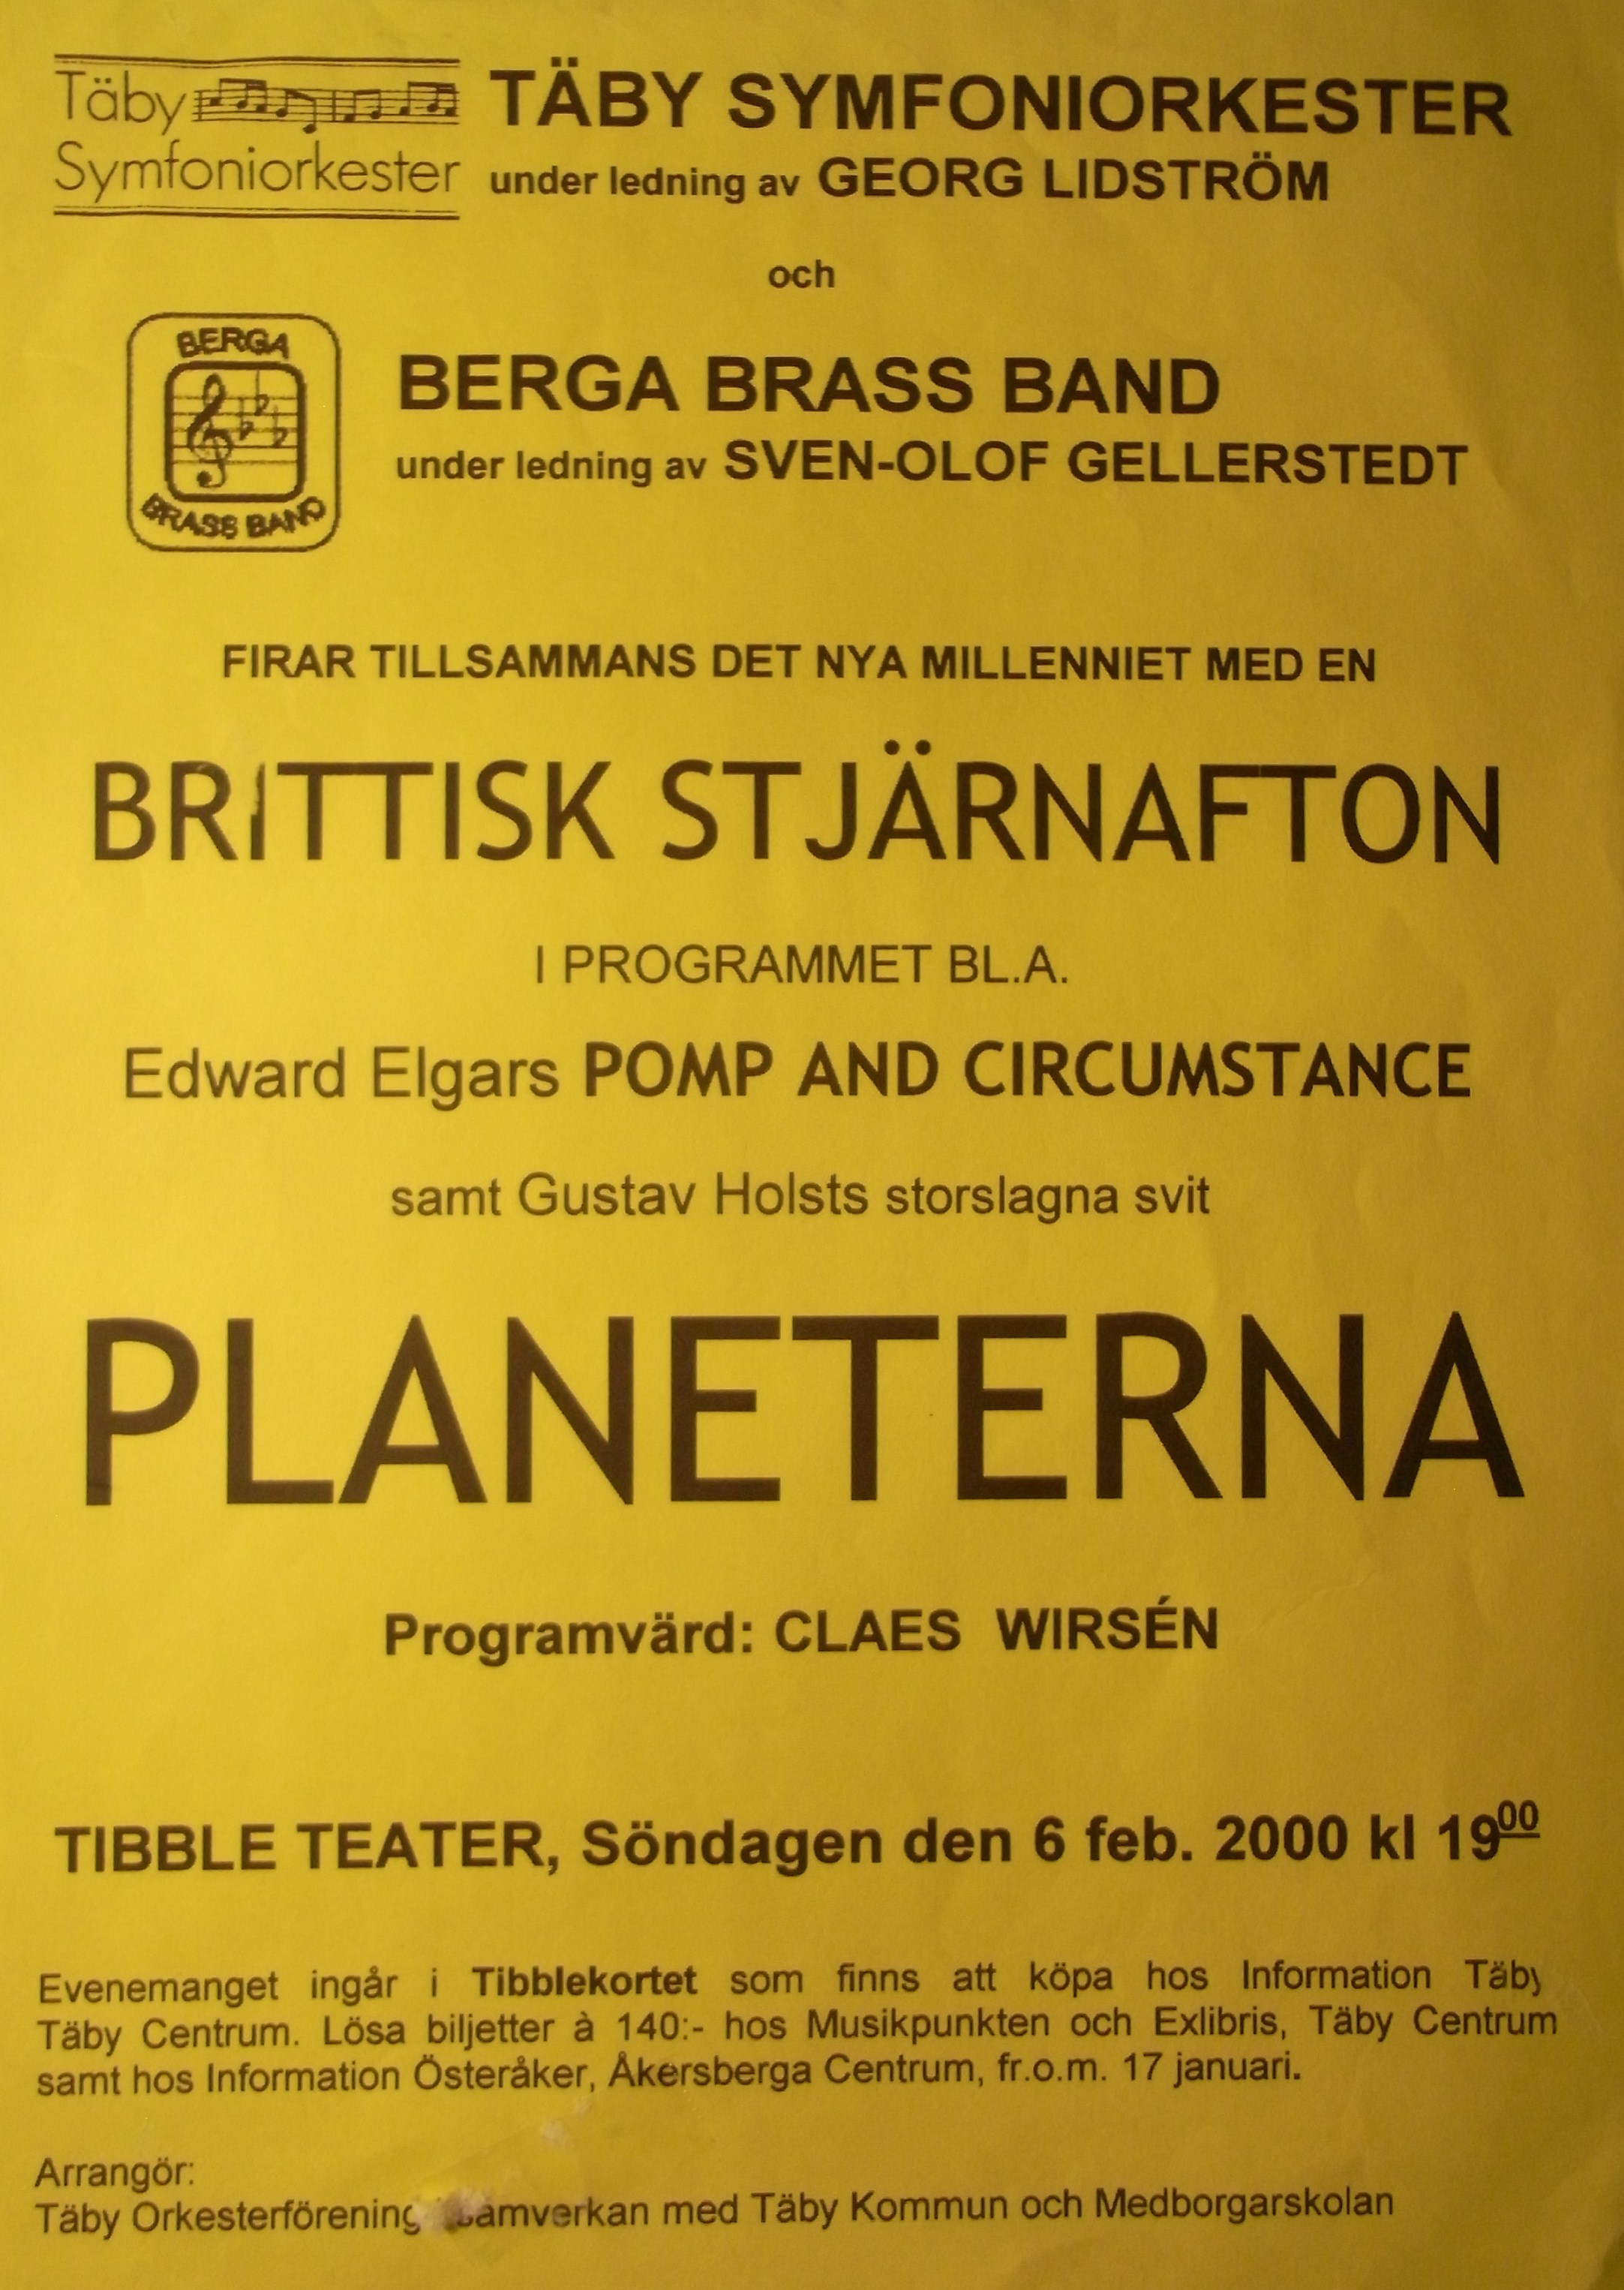 Täby
Symfoniorkester
TÄBY SYMFONIORKESTER
under ledning av GEORG LIDSTRÖM
och
BERGA
BRASS BAND
BERGA BRASS BAND
under ledning av SVEN-OLOF GELLERSTEDT
FIRAR TILLSAMMANS DET NYA MILLENNIET MED EN
BRITTISK STJÄRNAFTON
I PROGRAMMET BL.A.
Edward Elgars POMP AND CIRCUMSTANCE
samt Gustav Holsts storslagna svit
PLANETERNA
Programvärd: CLAES WIRSÉN
TIBBLE TEATER, Söndagen den 6 feb. 2000 kl 19⁰⁰
Evenemanget ingår i Tibblekortet som finns att köpa hos Information Täby
Täby Centrum. Lösa biljetter à 140:- hos Musikpunkten och Exlibris, Täby Centrum
samt hos Information Österåker, Åkersberga Centrum, fr.o.m. 17 januari.
Arrangör:
Täby Orkesterförening samverkan med Täby Kommun och Medborgarskolan